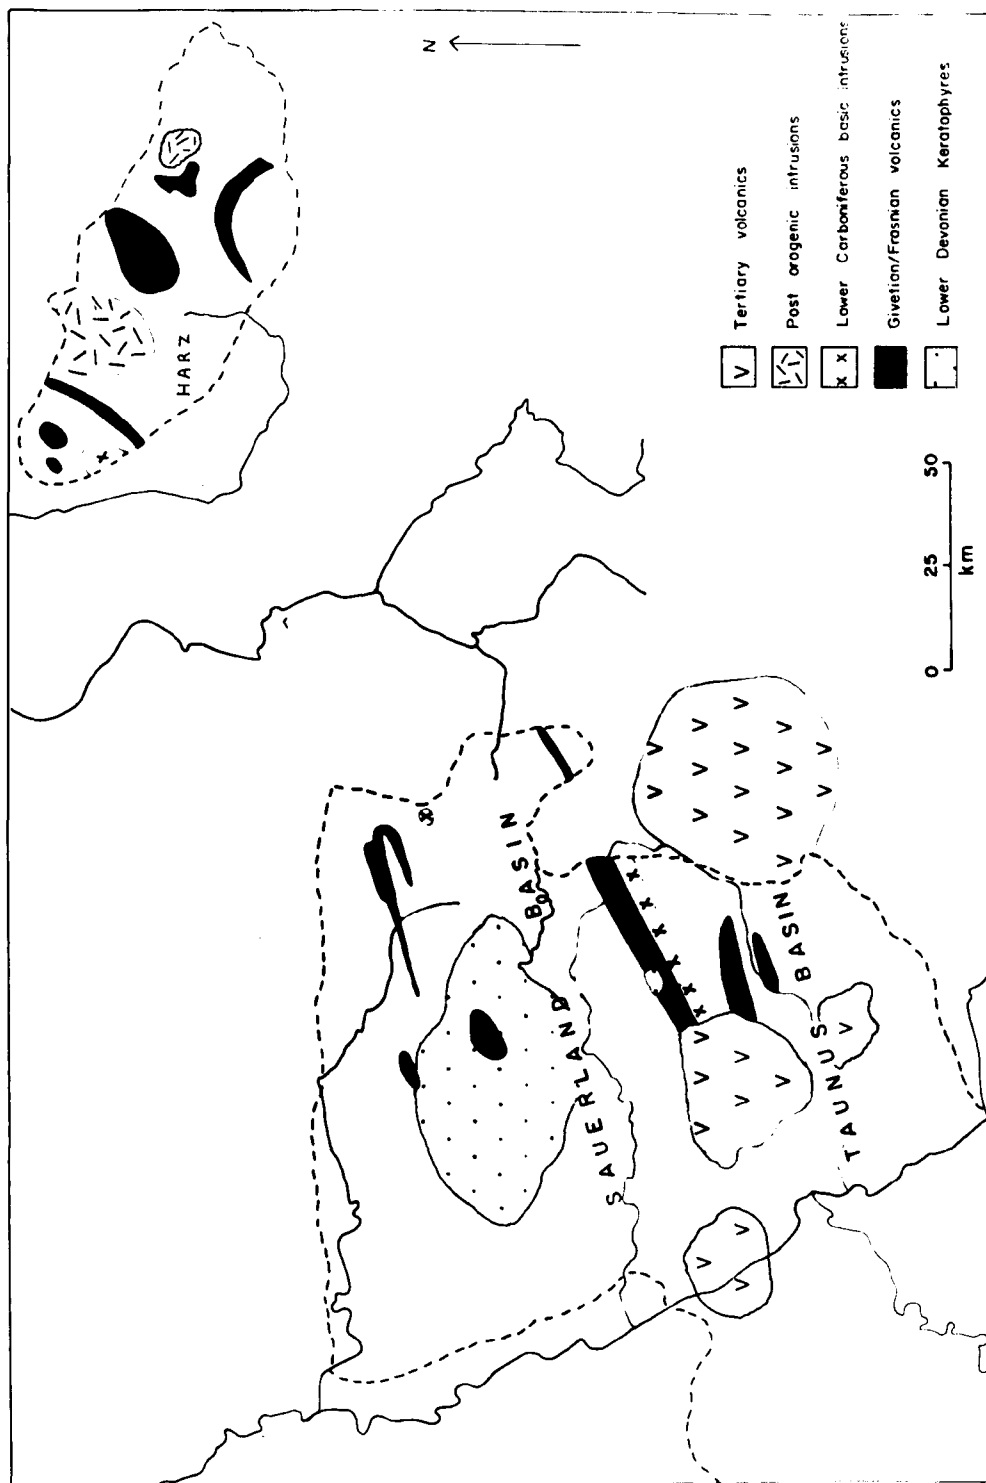 N
HARZ
SAUERLAND BASIN
TAUNUS BASIN
Tertiary volcanics
Post orogenic intrusions
Lower Carboniferous basic intrusions
Givetian/Frasnian volcanics
Lower Devonian Keratophyres
0 25 50
km